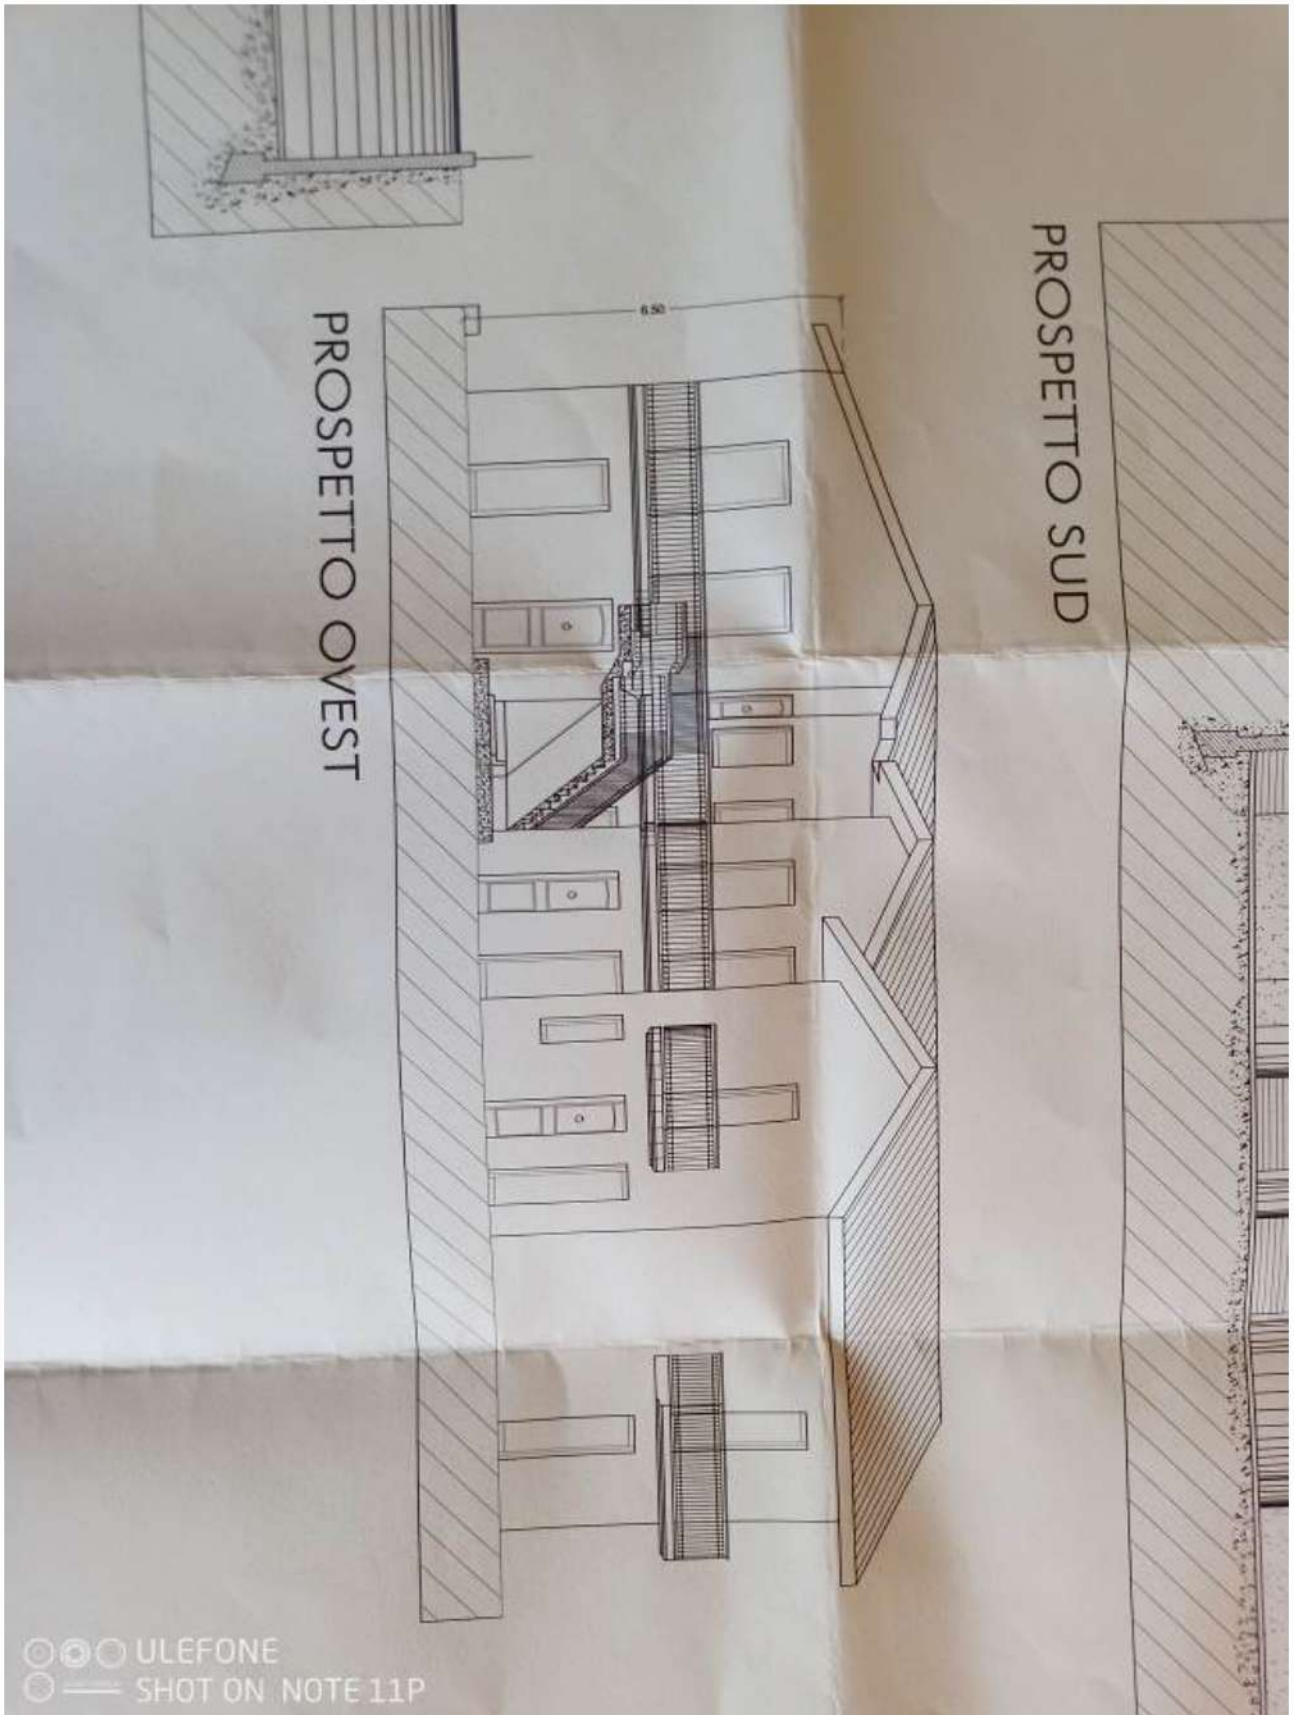 PROSPETTO SUD
6.50
PROSPETTO OVEST
ULEFONE
SHOT ON NOTE 11P